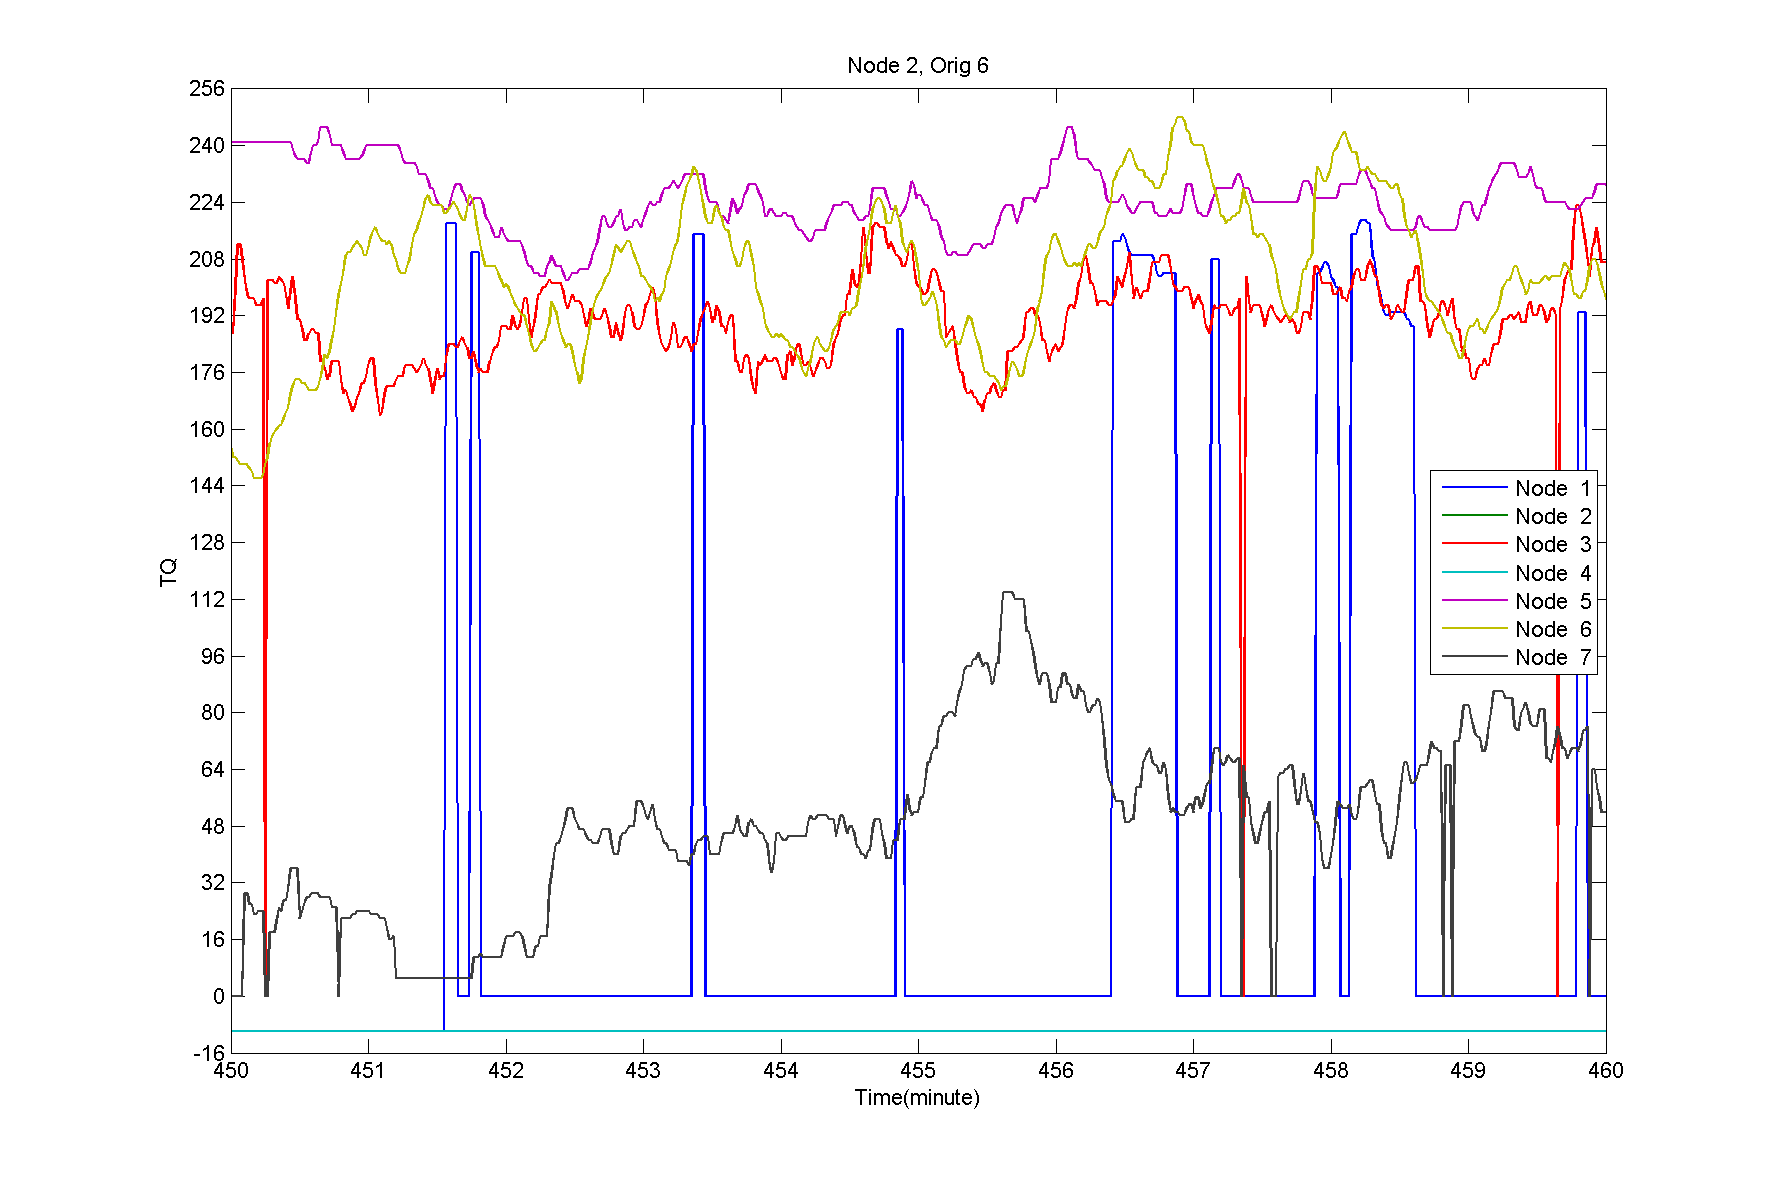 Node 2, Orig 6
256
240
224
208
192
176
160
144
128
112
96
80
64
48
32
16
0
-16
TQ
Node 1
Node 2
Node 3
Node 4
Node 5
Node 6
Node 7
450 451 452 453 454 455 456 457 458 459 460
Time(minute)